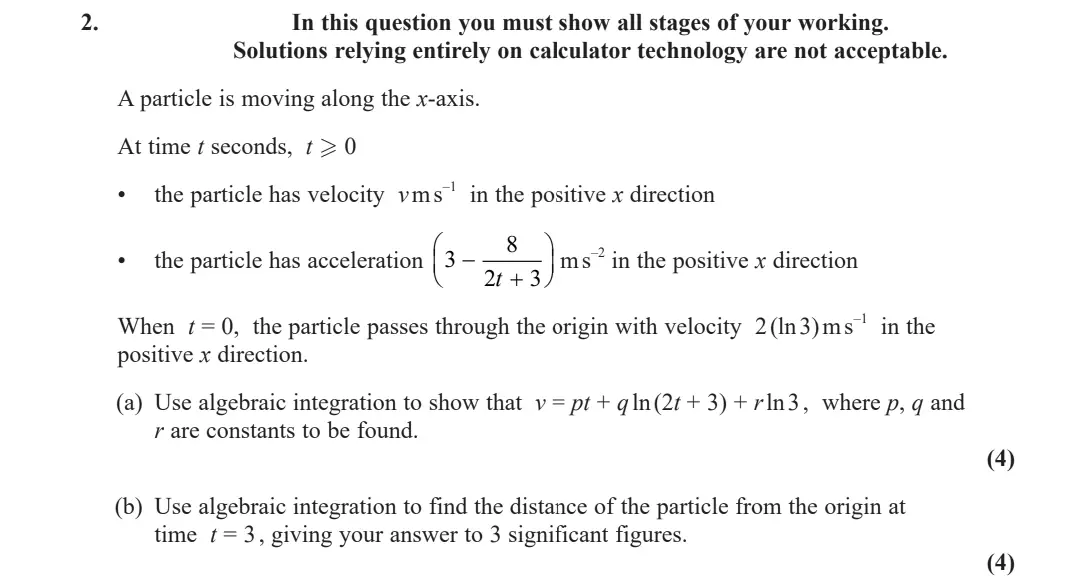 2. In this question you must show all stages of your working.
Solutions relying entirely on calculator technology are not acceptable.
A particle is moving along the x-axis.
At time t seconds, t ⩾ 0
• the particle has velocity v m s⁻¹ in the positive x direction
• the particle has acceleration (3 − 8/(2t + 3)) m s⁻² in the positive x direction
When t = 0, the particle passes through the origin with velocity 2(ln 3) m s⁻¹ in the
positive x direction.
(a) Use algebraic integration to show that v = pt + q ln(2t + 3) + r ln 3, where p, q and
r are constants to be found.
(4)
(b) Use algebraic integration to find the distance of the particle from the origin at
time t = 3, giving your answer to 3 significant figures.
(4)